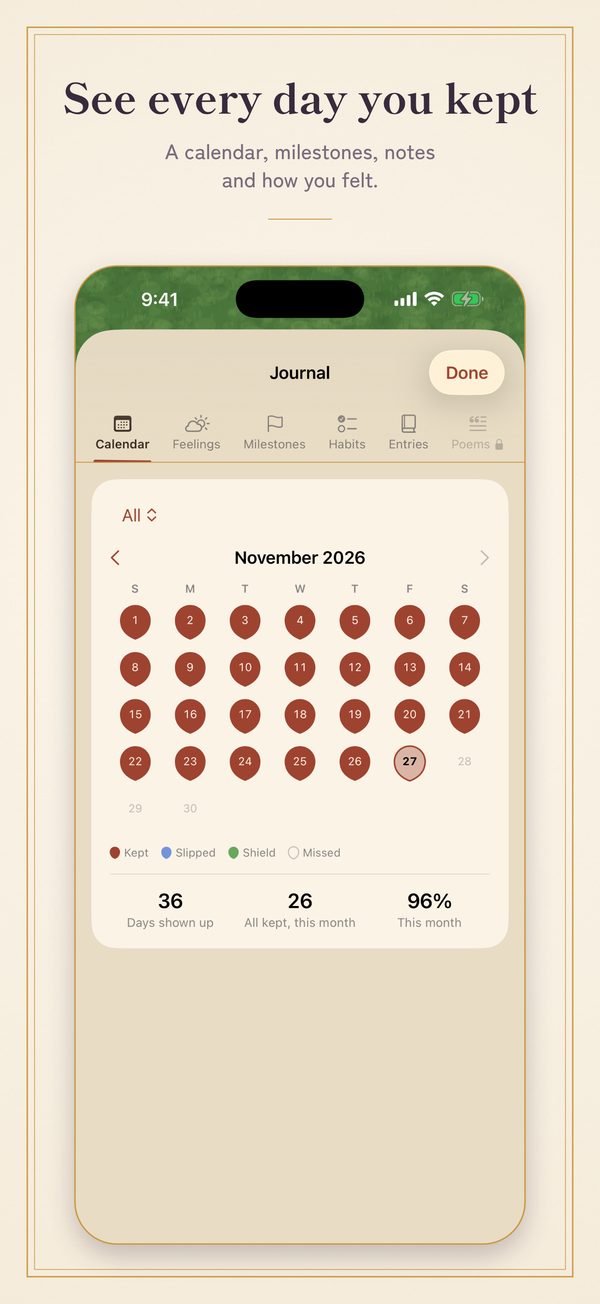 See every day you kept
A calendar, milestones, notes
and how you felt.
9:41
Journal
Done
Calendar Feelings Milestones Habits Entries Poems
All
November 2026
S M T W T F S
1 2 3 4 5 6 7
8 9 10 11 12 13 14
15 16 17 18 19 20 21
22 23 24 25 26 27 28
29 30
Kept Slipped Shield Missed
36 26 96%
Days shown up All kept, this month This month